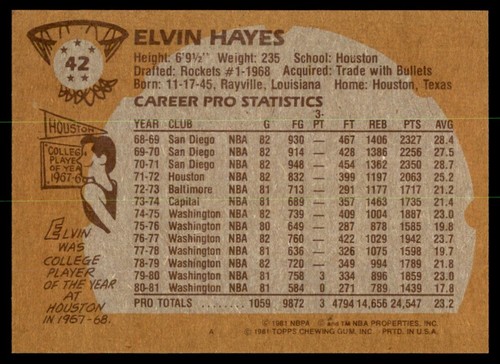 42
ELVIN HAYES
Height: 6'9½" Weight: 235 School: Houston
Drafted: Rockets #1-1968 Acquired: Trade with Bullets
Born: 11-17-45, Rayville, Louisiana Home: Houston, Texas
CAREER PRO STATISTICS
YEAR CLUB G FG 3-PT FT REB PTS AVG
68-69 San Diego NBA 82 930 — 467 1406 2327 28.4
69-70 San Diego NBA 82 914 — 428 1386 2256 27.5
70-71 San Diego NBA 82 948 — 454 1362 2350 28.7
71-72 Houston NBA 82 832 — 399 1197 2063 25.2
72-73 Baltimore NBA 81 713 — 291 1177 1717 21.2
73-74 Capital NBA 81 689 — 357 1463 1735 21.4
74-75 Washington NBA 82 739 — 409 1004 1887 23.0
75-76 Washington NBA 80 649 — 287 878 1585 19.8
76-77 Washington NBA 82 760 — 422 1029 1942 23.7
77-78 Washington NBA 81 636 — 326 1075 1598 19.7
78-79 Washington NBA 82 720 — 349 994 1789 21.8
79-80 Washington NBA 81 758 3 334 896 1859 23.0
80-81 Washington NBA 81 584 0 271 789 1439 17.8
PRO TOTALS 1059 9872 3 4794 14,656 24,547 23.2
HOUSTON
"COLLEGE
PLAYER
OF YEAR
1967-6
ELVIN
WAS
COLLEGE
PLAYER
OF THE YEAR
AT
HOUSTON
IN 1957-68.
A
© 1981 NBPA © and TM NBA PROPERTIES, INC.
© 1981 TOPPS CHEWING GUM, INC. PRTD. IN U.S.A.